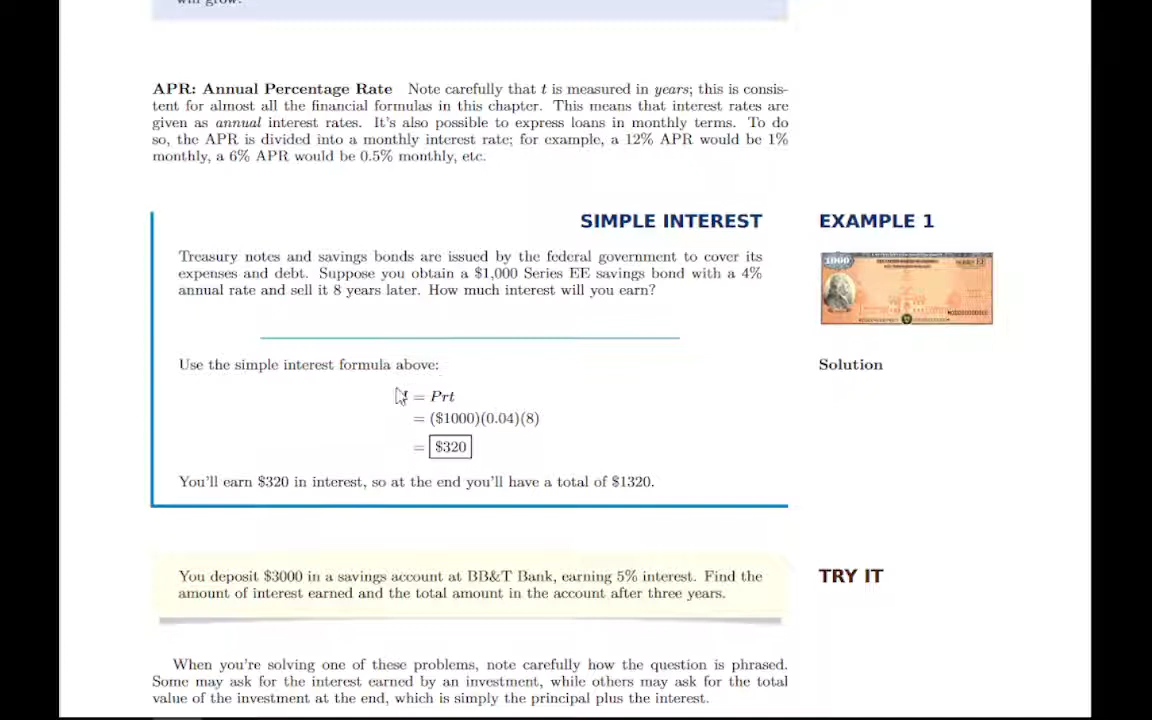 will grow.
APR: Annual Percentage Rate Note carefully that t is measured in years; this is consis-
tent for almost all the financial formulas in this chapter. This means that interest rates are
given as annual interest rates. It's also possible to express loans in monthly terms. To do
so, the APR is divided into a monthly interest rate; for example, a 12% APR would be 1%
monthly, a 6% APR would be 0.5% monthly, etc.
SIMPLE INTEREST
EXAMPLE 1
Treasury notes and savings bonds are issued by the federal government to cover its
expenses and debt. Suppose you obtain a $1,000 Series EE savings bond with a 4%
annual rate and sell it 8 years later. How much interest will you earn?
1000
Use the simple interest formula above:
Solution
= Prt
= ($1000)(0.04)(8)
= $320
You'll earn $320 in interest, so at the end you'll have a total of $1320.
You deposit $3000 in a savings account at BB&T Bank, earning 5% interest. Find the
amount of interest earned and the total amount in the account after three years.
TRY IT
When you're solving one of these problems, note carefully how the question is phrased.
Some may ask for the interest earned by an investment, while others may ask for the total
value of the investment at the end, which is simply the principal plus the interest.